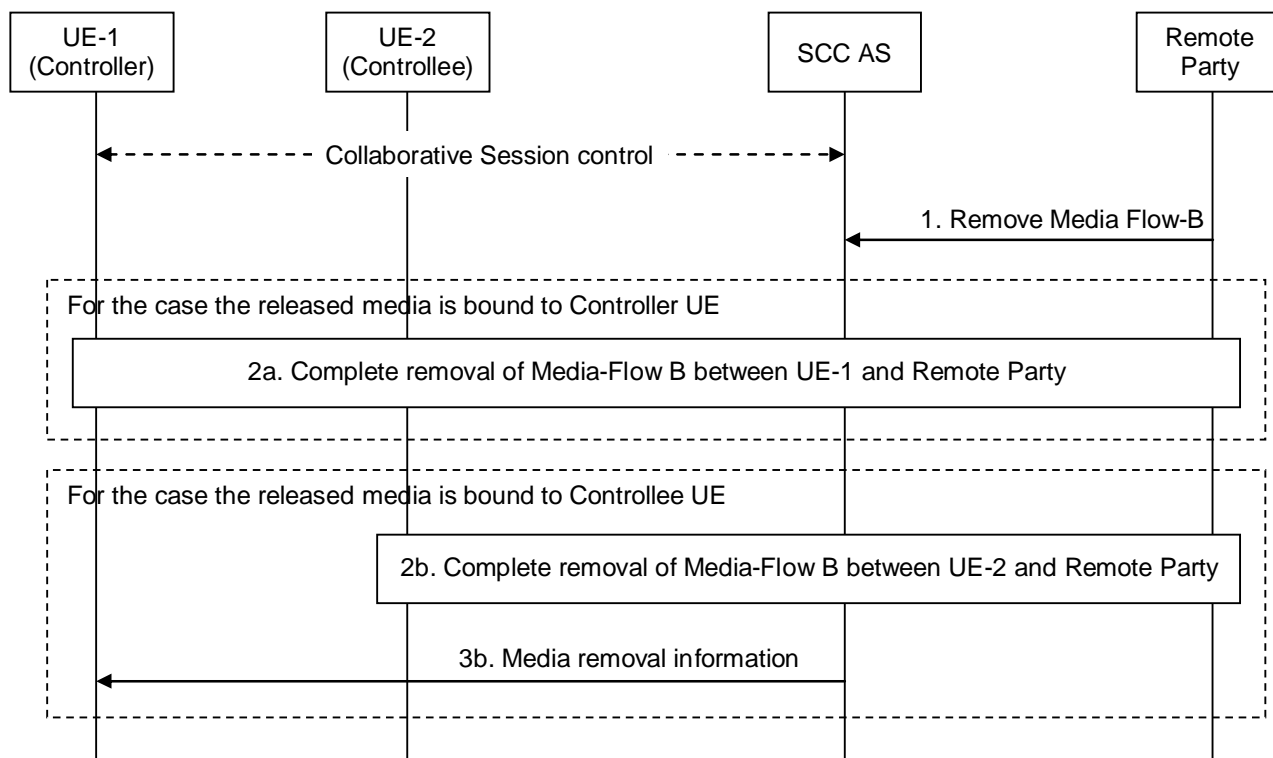 UE-1
(Controller)
UE-2
(Controllee)
SCC AS
Remote
Party
Collaborative Session control
1. Remove Media Flow-B
For the case the released media is bound to Controller UE
2a. Complete removal of Media-Flow B between UE-1 and Remote Party
For the case the released media is bound to Controllee UE
2b. Complete removal of Media-Flow B between UE-2 and Remote Party
3b. Media removal information